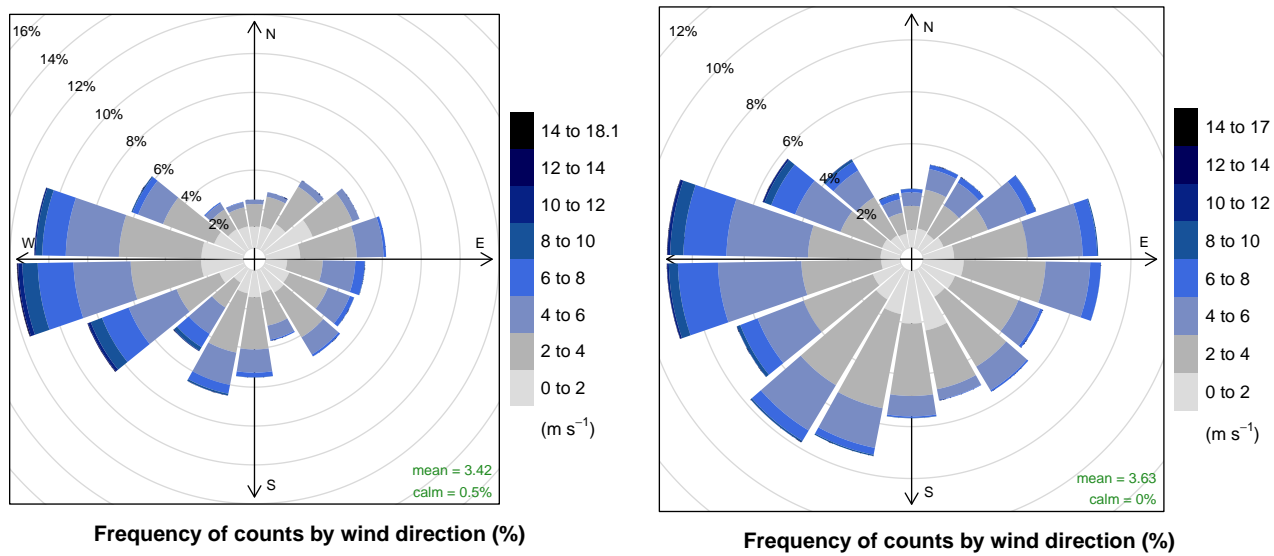 16%
14%
12%
10%
8%
6%
4%
2%
N
W
E
S
mean = 3.42
calm = 0.5%
Frequency of counts by wind direction (%)
14 to 18.1
12 to 14
10 to 12
8 to 10
6 to 8
4 to 6
2 to 4
0 to 2
(m s⁻¹)
12%
10%
8%
6%
4%
2%
N
W
E
S
mean = 3.63
calm = 0%
Frequency of counts by wind direction (%)
14 to 17
12 to 14
10 to 12
8 to 10
6 to 8
4 to 6
2 to 4
0 to 2
(m s⁻¹)